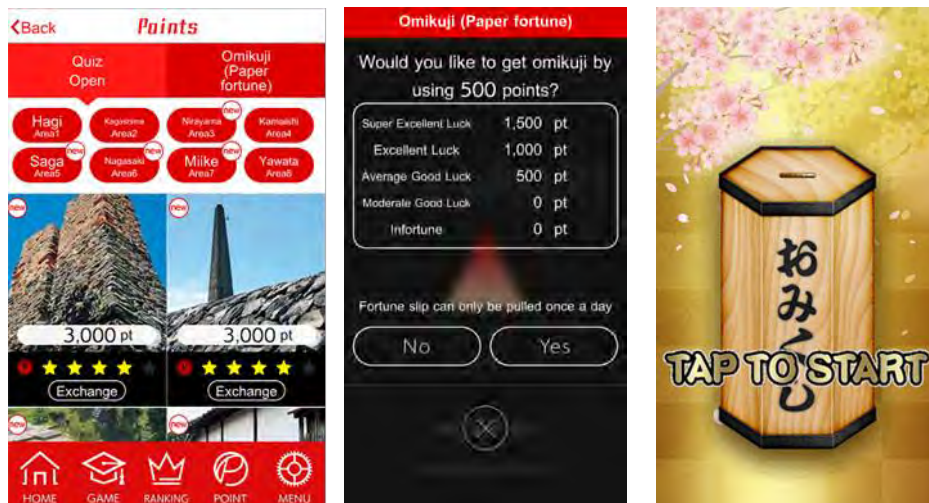 Back
Points
Quiz
Open
Omikuji
(Paper
fortune)
Hagi
Area1
Kagoshima
Area2
new
Nirayama
Area3
Kamaishi
Area4
new
Saga
Area5
new
Nagasaki
Area6
new
Miike
Area7
Yawata
Area8
new
3,000 pt
new
3,000 pt
Exchange
Exchange
new
new
HOME
GAME
RANKING
POINT
MENU
Omikuji (Paper fortune)
Would you like to get omikuji by
using 500 points?
Super Excellent Luck 1,500 pt
Excellent Luck 1,000 pt
Average Good Luck 500 pt
Moderate Good Luck 0 pt
Infortune 0 pt
Fortune slip can only be pulled once a day
No
Yes
おみくじ
TAP TO START